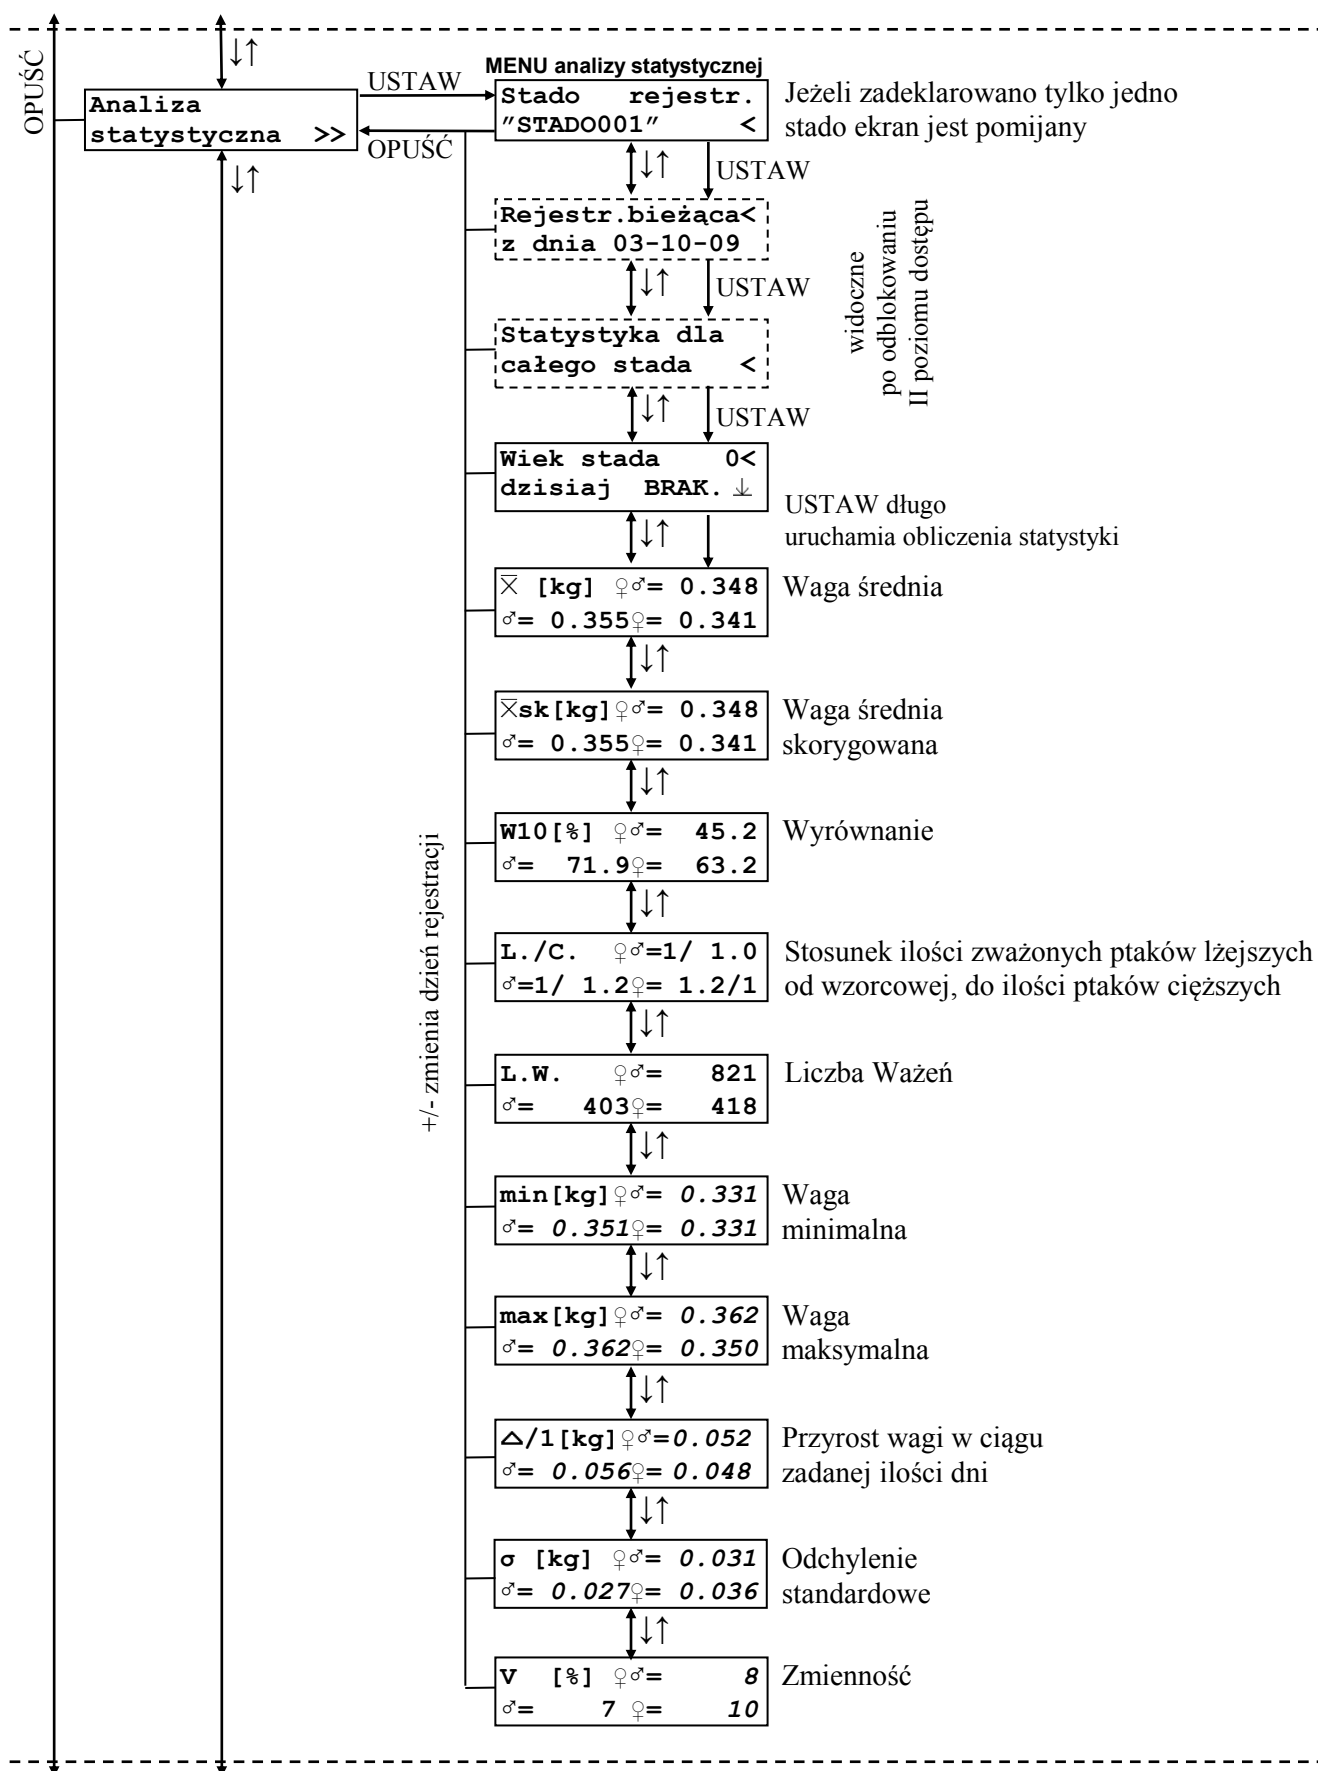 OPUŚĆ
↓↑
Analiza
statystyczna >>
↓↑
USTAW
OPUŚĆ
MENU analizy statystycznej
Stado rejestr.
"STADO001" <
Jeżeli zadeklarowano tylko jedno
stado ekran jest pomijany
↓↑ USTAW
Rejestr.bieżąca<
z dnia 03-10-09
↓↑ USTAW
Statystyka dla
całego stada <
widoczne
po odblokowaniu
II poziomu dostępu
↓↑ USTAW
Wiek stada 0<
dzisiaj BRAK. ↓
USTAW długo
uruchamia obliczenia statystyki
↓↑
X̅ [kg] ♀♂= 0.348
♂= 0.355♀= 0.341
Waga średnia
↓↑
X̅sk[kg]♀♂= 0.348
♂= 0.355♀= 0.341
Waga średnia
skorygowana
↓↑
W10[%] ♀♂= 45.2
♂= 71.9♀= 63.2
Wyrównanie
↓↑
+/- zmienia dzień rejestracji
L./C. ♀♂=1/ 1.0
♂=1/ 1.2♀= 1.2/1
Stosunek ilości zważonych ptaków lżejszych
od wzorcowej, do ilości ptaków cięższych
↓↑
L.W. ♀♂= 821
♂= 403♀= 418
Liczba Ważeń
↓↑
min[kg]♀♂= 0.331
♂= 0.351♀= 0.331
Waga
minimalna
↓↑
max[kg]♀♂= 0.362
♂= 0.362♀= 0.350
Waga
maksymalna
↓↑
△/1[kg]♀♂=0.052
♂= 0.056♀= 0.048
Przyrost wagi w ciągu
zadanej ilości dni
↓↑
σ [kg] ♀♂= 0.031
♂= 0.027♀= 0.036
Odchylenie
standardowe
↓↑
V [%] ♀♂= 8
♂= 7 ♀= 10
Zmienność